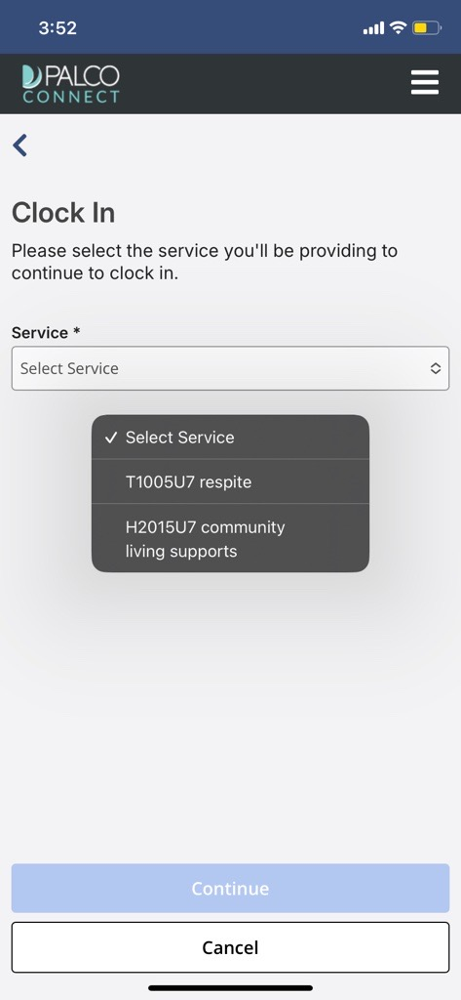 3:52
PALCO
CONNECT
Clock In
Please select the service you'll be providing to
continue to clock in.
Service *
Select Service
Select Service
T1005U7 respite
H2015U7 community
living supports
Continue
Cancel